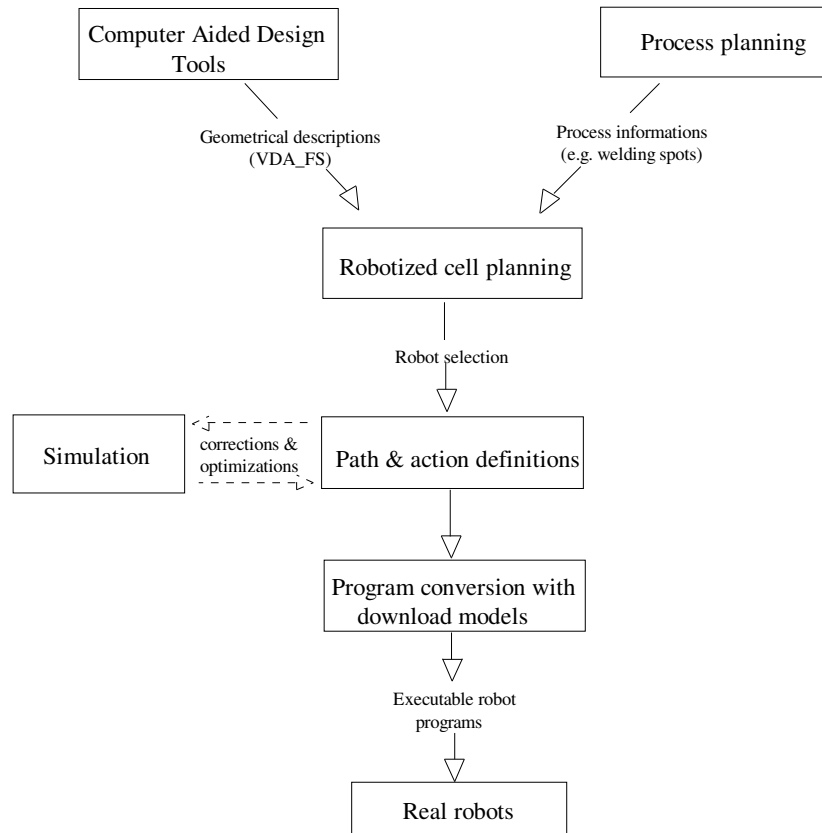 Computer Aided Design
Tools
Process planning
Geometrical descriptions
(VDA_FS)
Process informations
(e.g. welding spots)
Robotized cell planning
Robot selection
Simulation
corrections &
optimizations
Path & action definitions
Program conversion with
download models
Executable robot
programs
Real robots